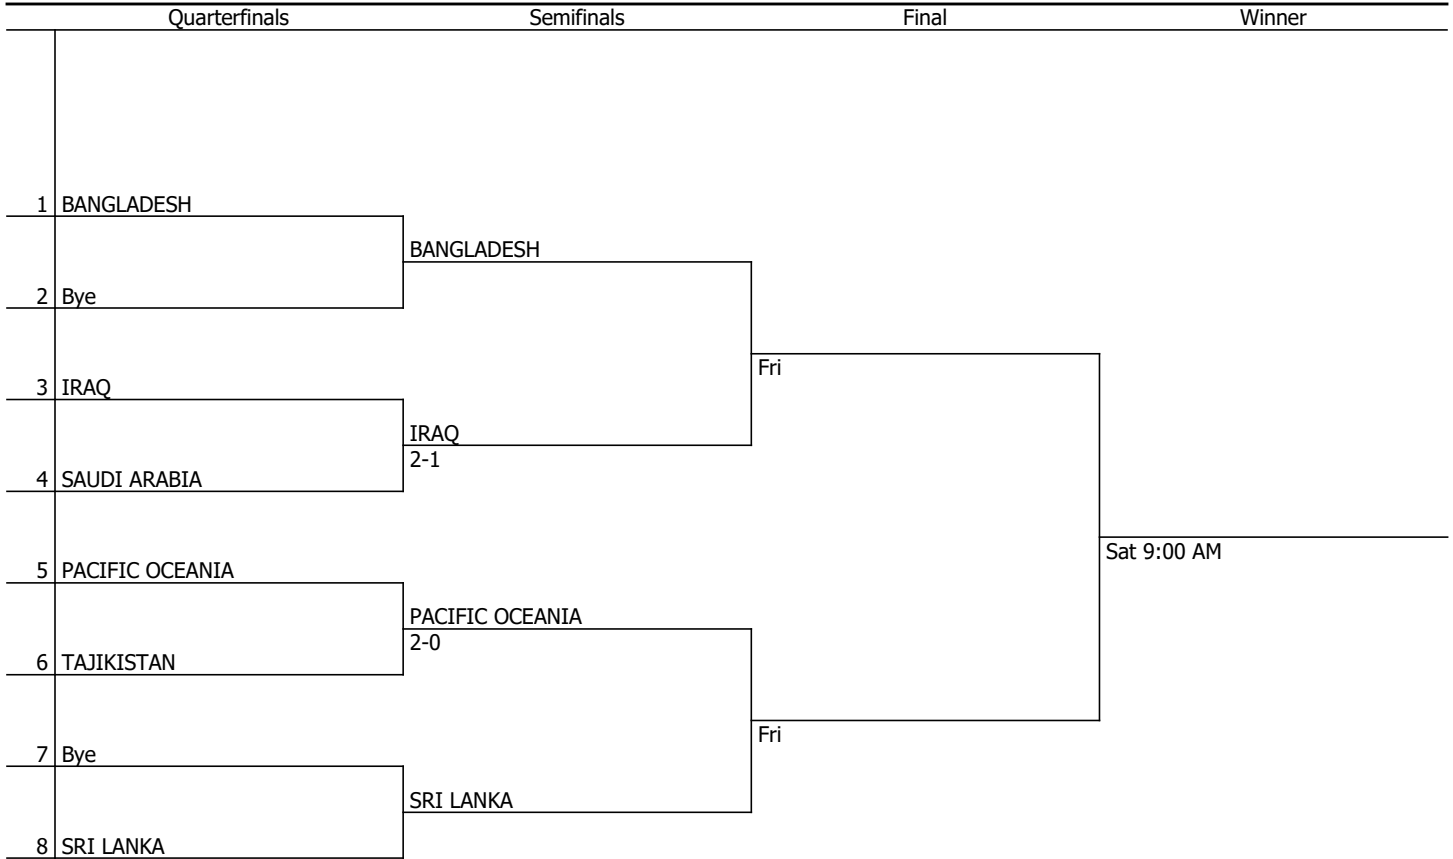 Quarterfinals Semifinals Final Winner
1 BANGLADESH
BANGLADESH
2 Bye
Fri
3 IRAQ
IRAQ
2-1
4 SAUDI ARABIA
Sat 9:00 AM
5 PACIFIC OCEANIA
PACIFIC OCEANIA
2-0
6 TAJIKISTAN
Fri
7 Bye
SRI LANKA
8 SRI LANKA